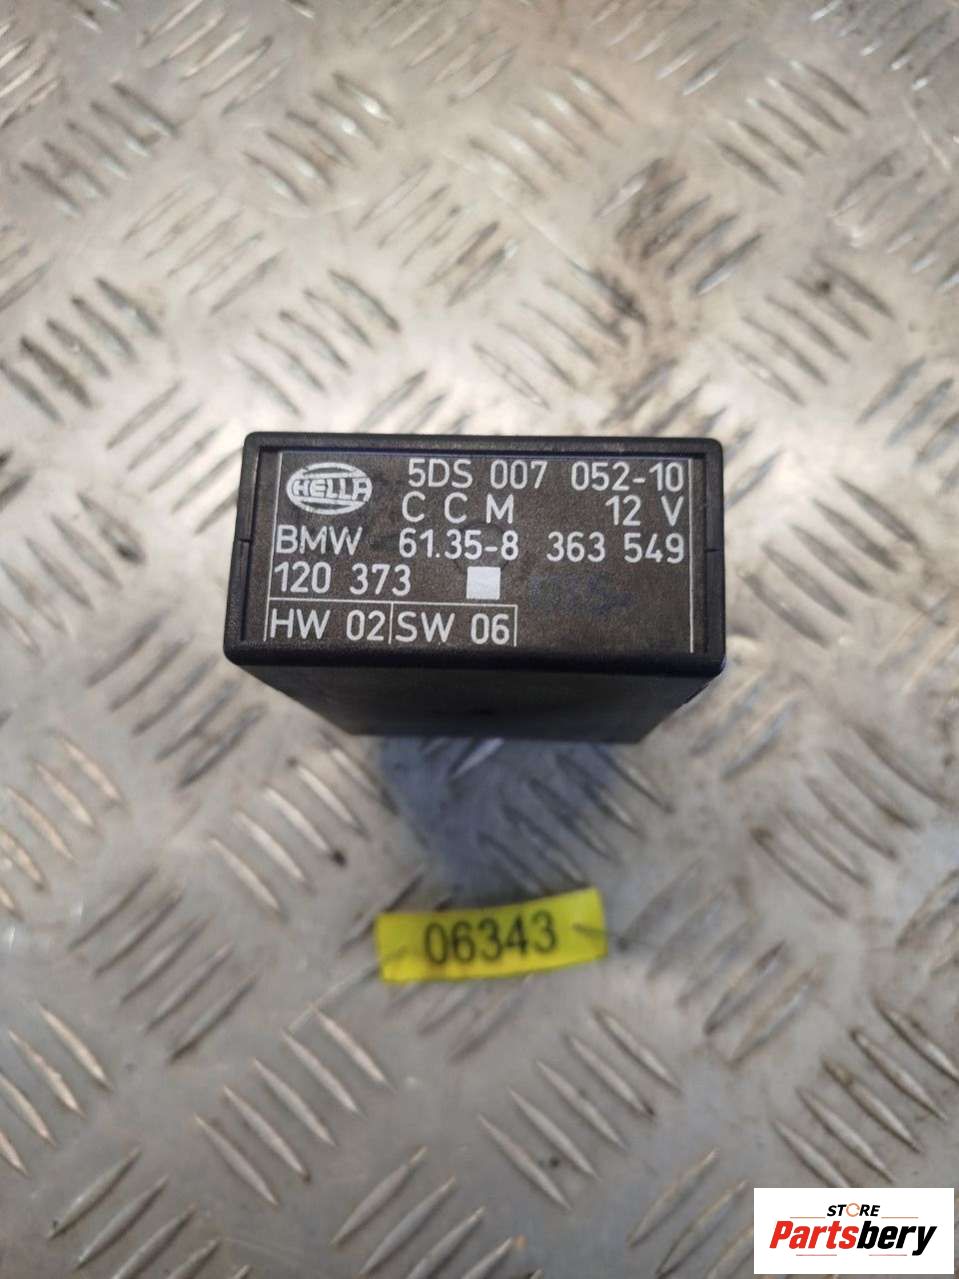 HELLA 5DS 007 052-10
C C M 12 V
BMW 61.35-8 363 549
120 373
HW 02 SW 06
06343
STORE
Partsbery